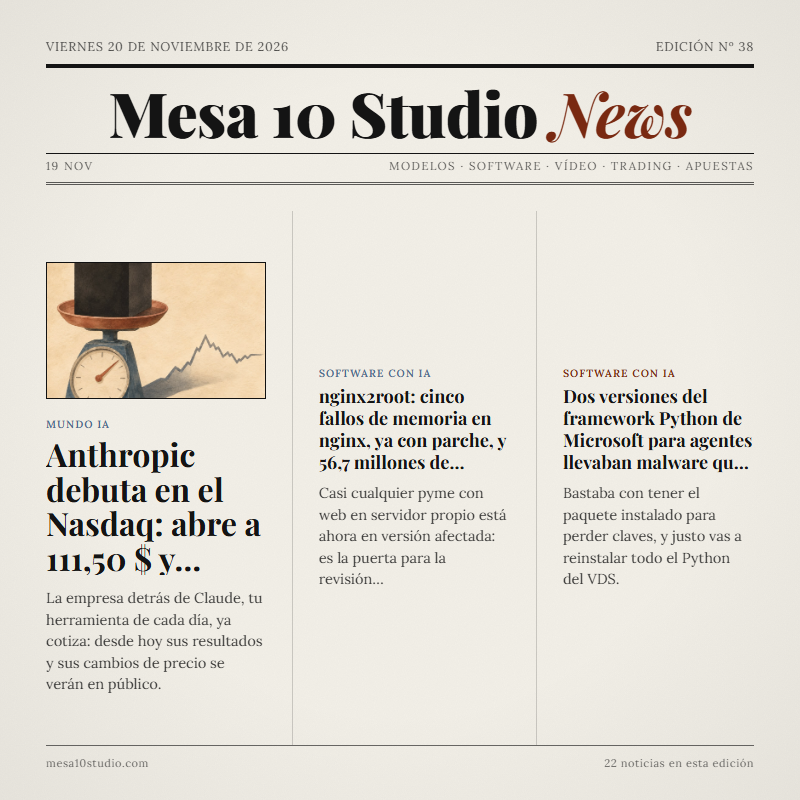 VIERNES 20 DE NOVIEMBRE DE 2026
EDICIÓN Nº 38
Mesa 10 Studio News
19 NOV
MODELOS · SOFTWARE · VÍDEO · TRADING · APUESTAS
MUNDO IA
Anthropic
debuta en el
Nasdaq: abre a
111,50 $ y…
La empresa detrás de Claude, tu
herramienta de cada día, ya
cotiza: desde hoy sus resultados
y sus cambios de precio se
verán en público.
SOFTWARE CON IA
nginx2root: cinco
fallos de memoria en
nginx, ya con parche, y
56,7 millones de…
Casi cualquier pyme con
web en servidor propio está
ahora en versión afectada:
es la puerta para la
revisión…
SOFTWARE CON IA
Dos versiones del
framework Python de
Microsoft para agentes
llevaban malware qu…
Bastaba con tener el
paquete instalado para
perder claves, y justo vas a
reinstalar todo el Python
del VDS.
mesa10studio.com
22 noticias en esta edición